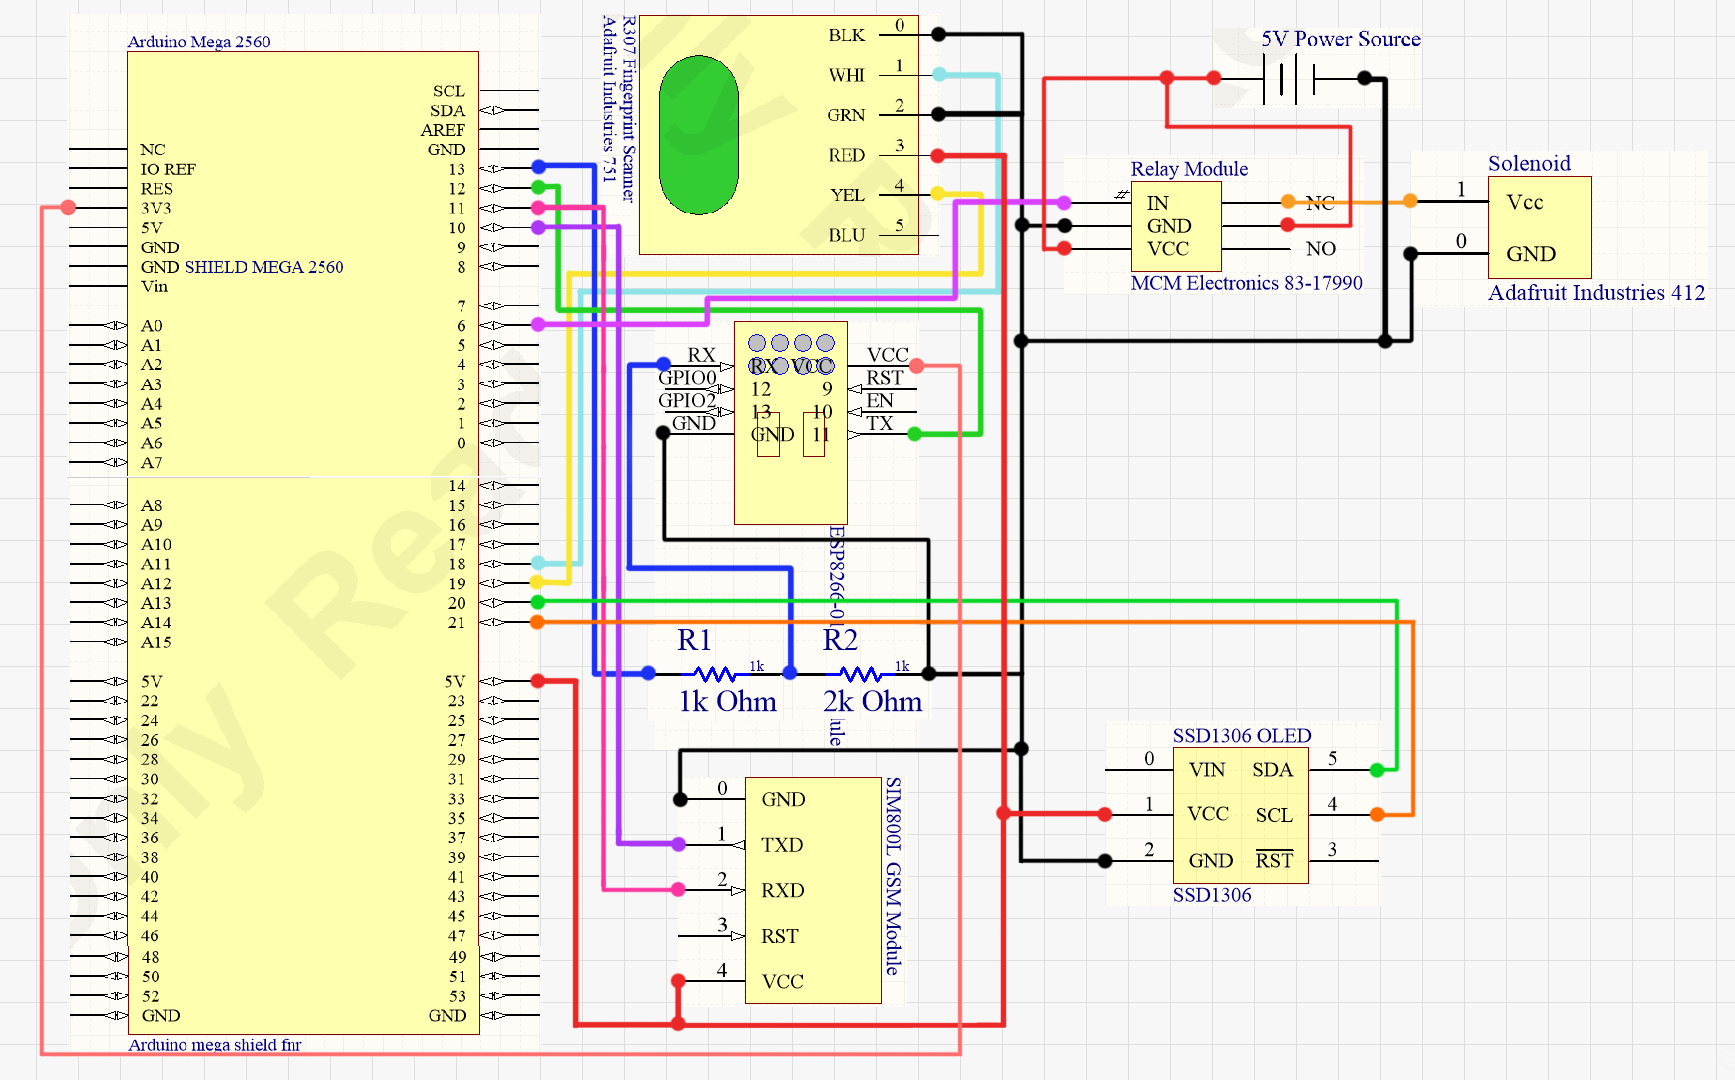 Arduino Mega 2560
SCL
SDA
AREF
GND
NC
IO REF
RES
3V3
5V
GND
GND SHIELD MEGA 2560
Vin
13
12
11
10
9
8
7
6
5
4
3
2
1
0
A0
A1
A2
A3
A4
A5
A6
A7
A8
A9
A10
A11
A12
A13
A14
A15
14
15
16
17
18
19
20
21
5V 5V
22 23
24 25
26 27
28 29
30 31
32 33
34 35
36 37
38 39
40 41
42 43
44 45
46 47
48 49
50 51
52 53
GND GND
Arduino mega shield fnr
R307 Fingerprint Scanner
Adafruit Industries 751
BLK 0
WHI 1
GRN 2
RED 3
YEL 4
BLU 5
5V Power Source
Relay Module
IN NC
GND
VCC NO
MCM Electronics 83-17990
Solenoid
1 Vcc
0 GND
Adafruit Industries 412
RX RX VCC VCC
GPIO0 12 9 RST
GPIO2 13 10 EN
GND GND 11 TX
ESP8266-01
ule
R1 R2
1k 1k
1k Ohm 2k Ohm
0 GND
1 TXD
2 RXD
3 RST
4 VCC
SIM800L GSM Module
SSD1306 OLED
0 VIN SDA 5
1 VCC SCL 4
2 GND RST 3
SSD1306
only Read